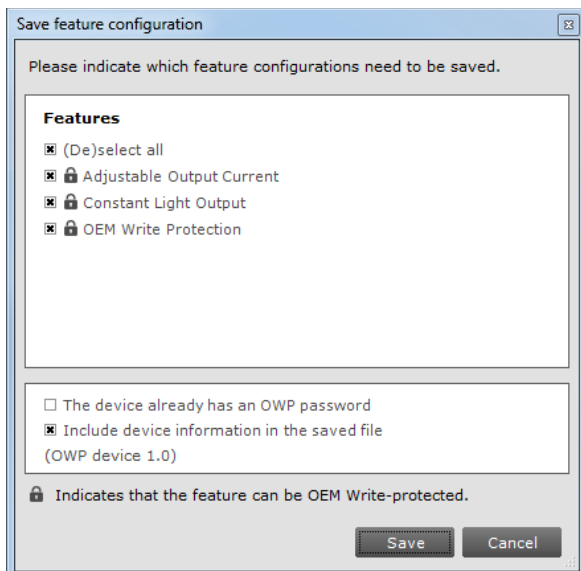 Save feature configuration
Please indicate which feature configurations need to be saved.
Features
(De)select all
Adjustable Output Current
Constant Light Output
OEM Write Protection
The device already has an OWP password
Include device information in the saved file
(OWP device 1.0)
Indicates that the feature can be OEM Write-protected.
Save Cancel